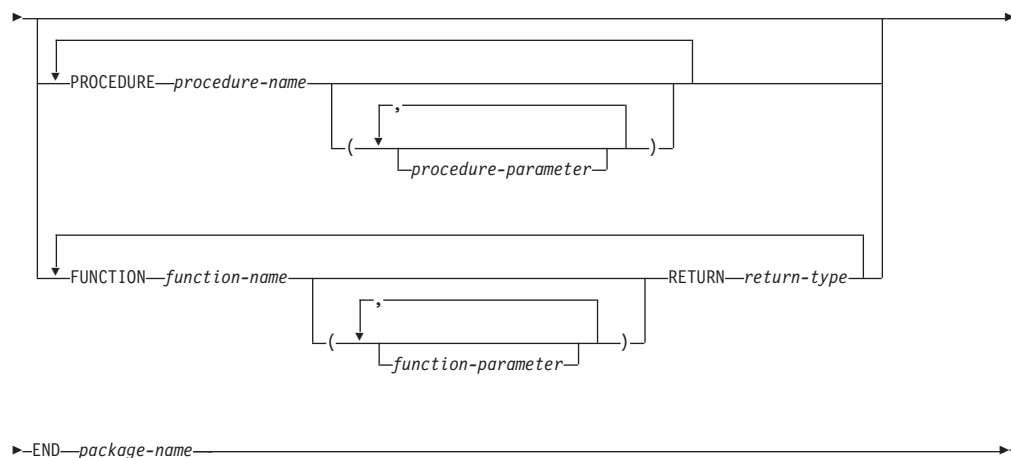 PROCEDURE procedure-name
,
( procedure-parameter )
FUNCTION function-name RETURN return-type
,
( function-parameter )
END package-name